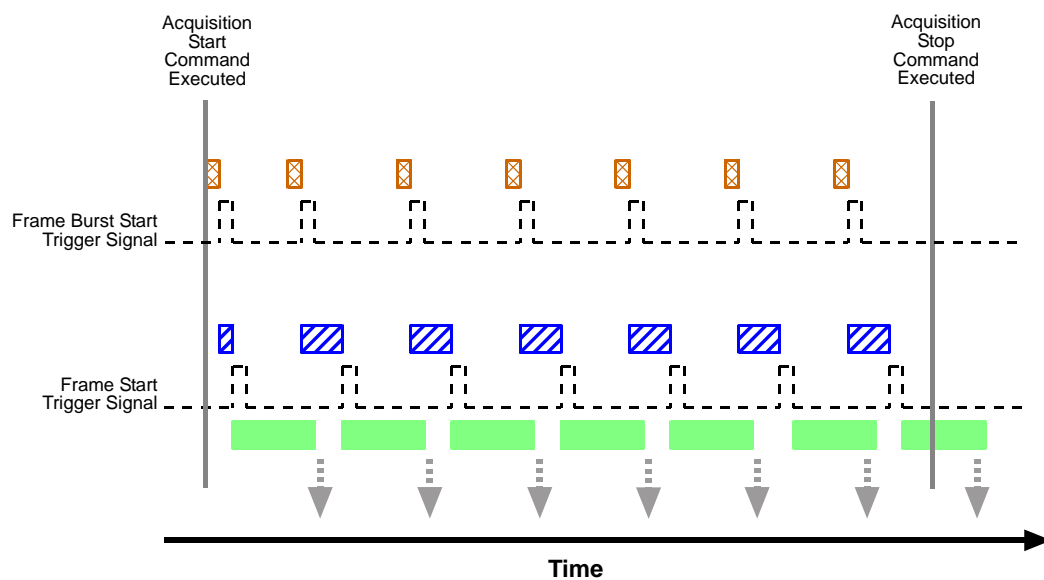 Acquisition
Start
Command
Executed
Acquisition
Stop
Command
Executed
Frame Burst Start
Trigger Signal
Frame Start
Trigger Signal
Time